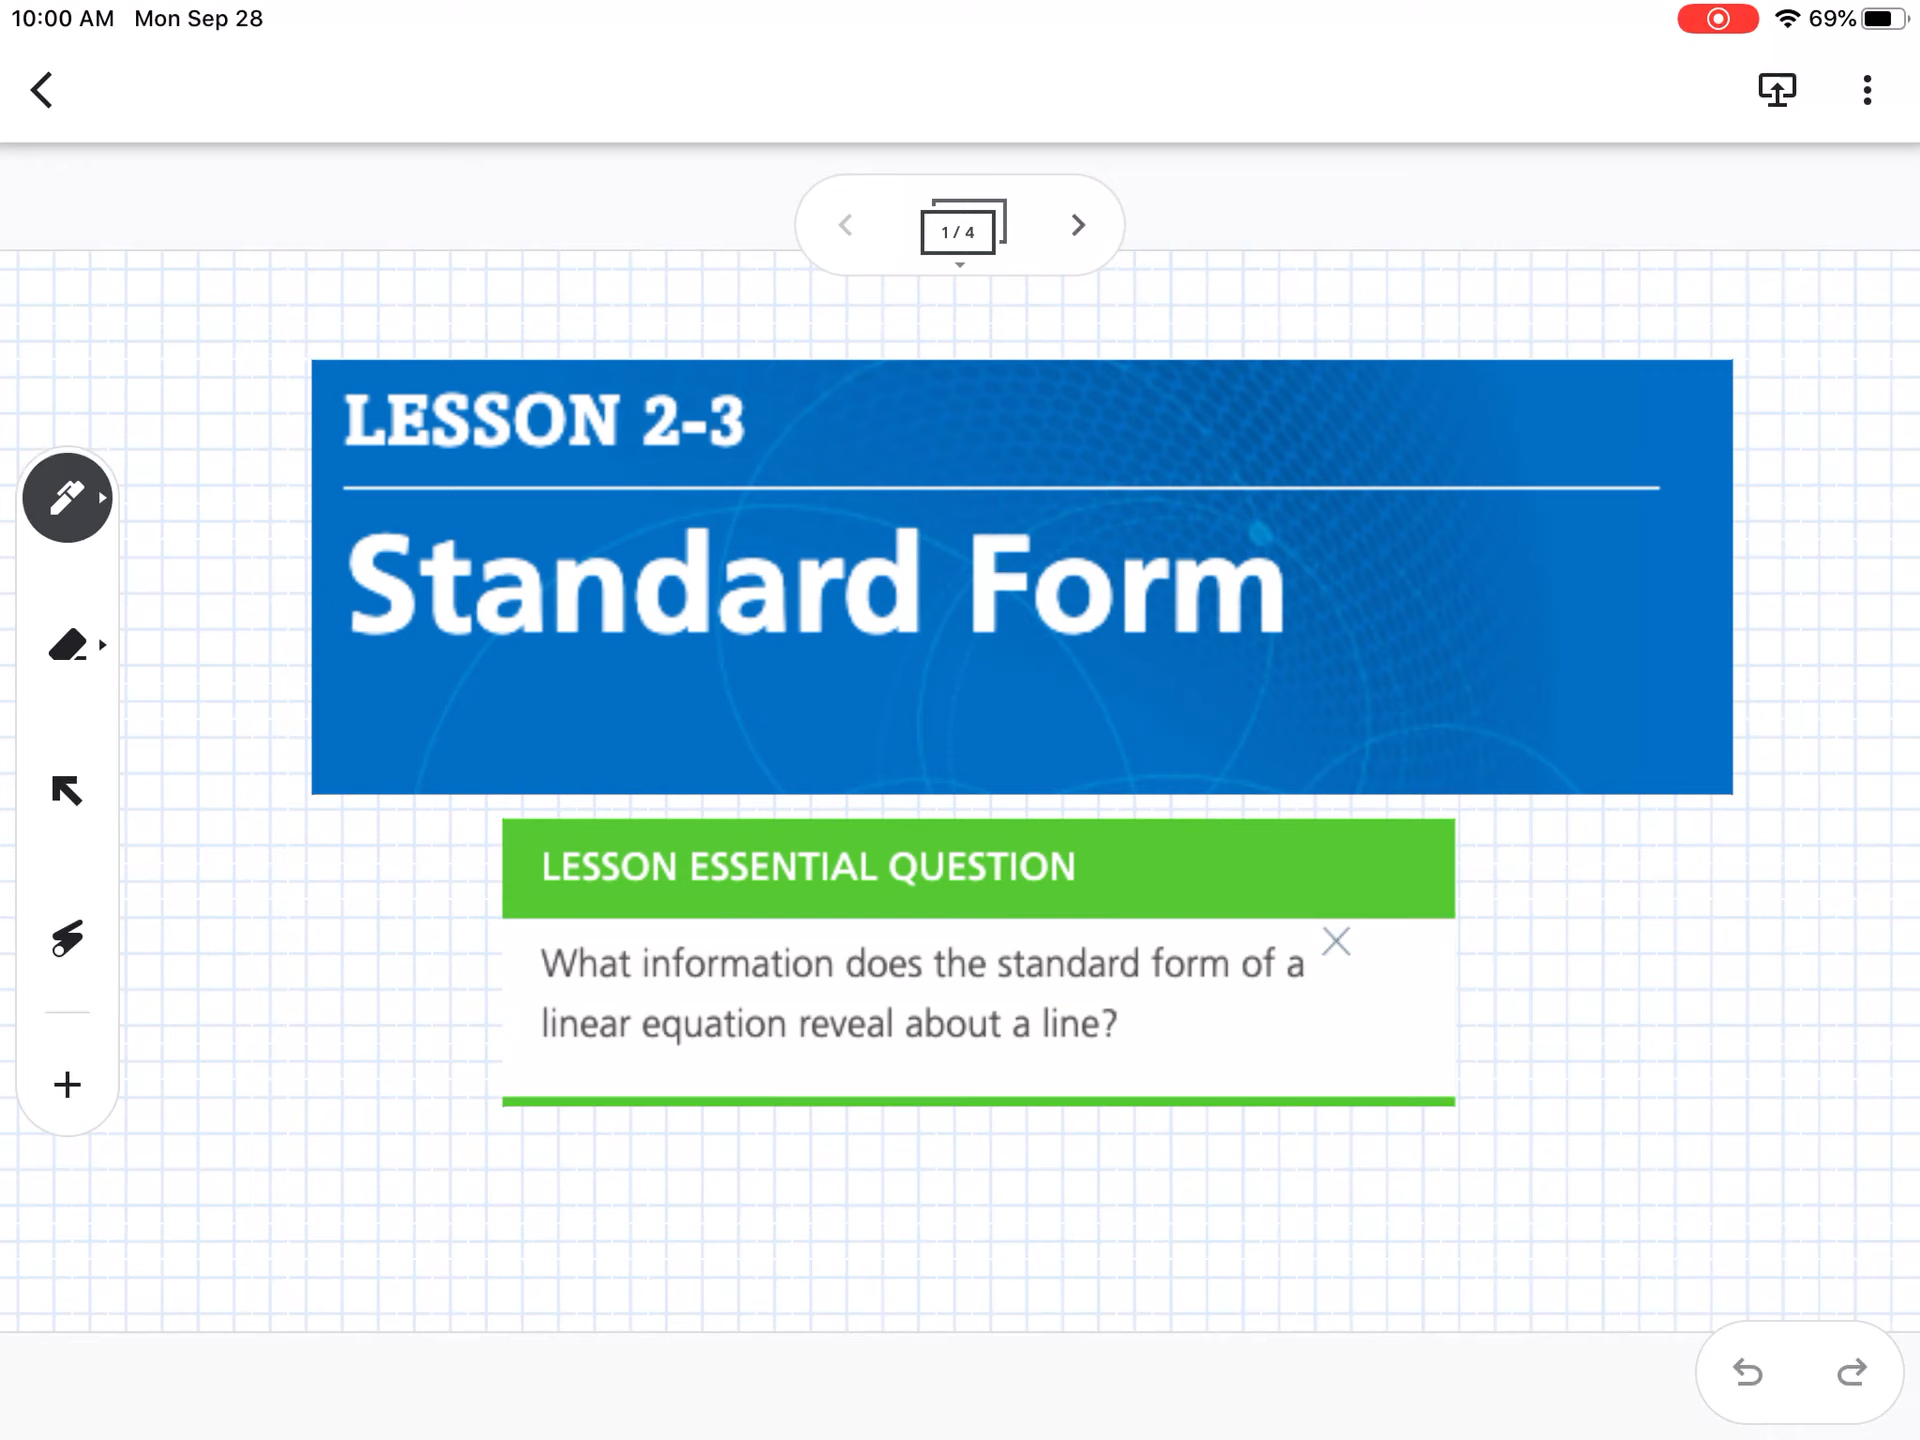 10:00 AM Mon Sep 28 69%
1 / 4
LESSON 2-3
Standard Form
LESSON ESSENTIAL QUESTION
What information does the standard form of a
linear equation reveal about a line?